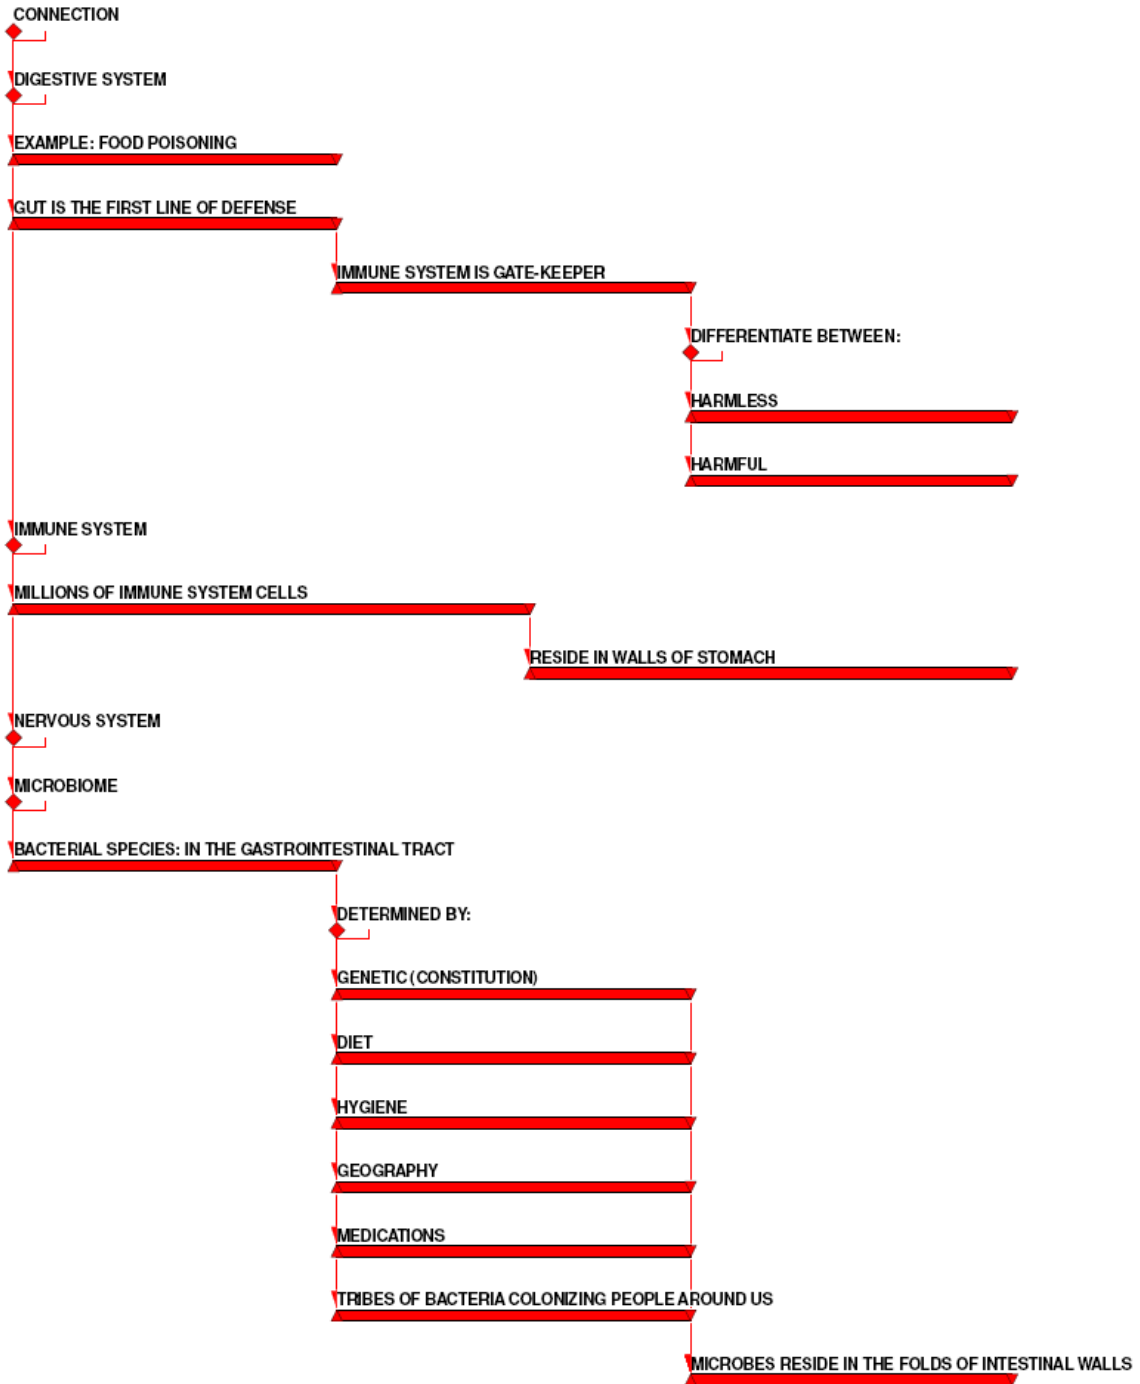 CONNECTION
DIGESTIVE SYSTEM
EXAMPLE: FOOD POISONING
GUT IS THE FIRST LINE OF DEFENSE
IMMUNE SYSTEM IS GATE-KEEPER
DIFFERENTIATE BETWEEN:
HARMLESS
HARMFUL
IMMUNE SYSTEM
MILLIONS OF IMMUNE SYSTEM CELLS
RESIDE IN WALLS OF STOMACH
NERVOUS SYSTEM
MICROBIOME
BACTERIAL SPECIES: IN THE GASTROINTESTINAL TRACT
DETERMINED BY:
GENETIC (CONSTITUTION)
DIET
HYGIENE
GEOGRAPHY
MEDICATIONS
TRIBES OF BACTERIA COLONIZING PEOPLE AROUND US
MICROBES RESIDE IN THE FOLDS OF INTESTINAL WALLS